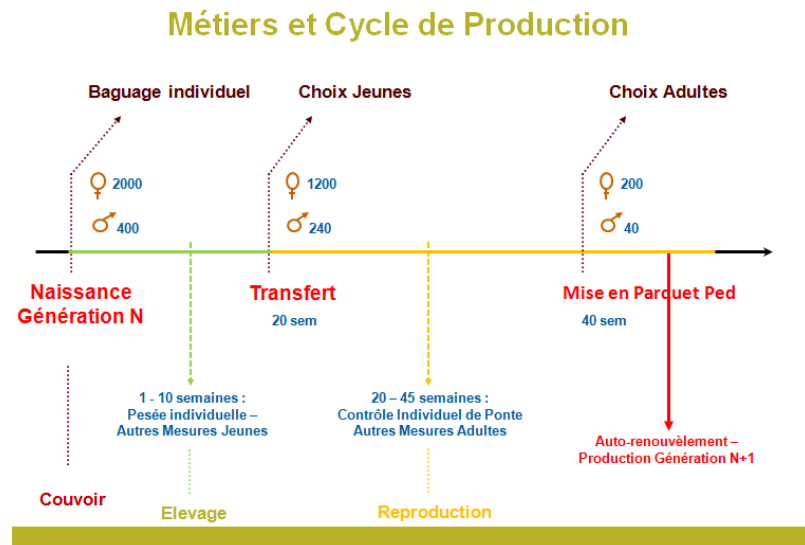 Métiers et Cycle de Production
Baguage individuel
Choix Jeunes
Choix Adultes
2000
1200
200
400
240
40
Naissance
Génération N
Transfert
Mise en Parquet Ped
20 sem
40 sem
1 - 10 semaines :
Pesée individuelle –
Autres Mesures Jeunes
20 – 45 semaines :
Contrôle Individuel de Ponte
Autres Mesures Adultes
Auto-renouvèlement –
Production Génération N+1
Couvoir
Elevage
Reproduction